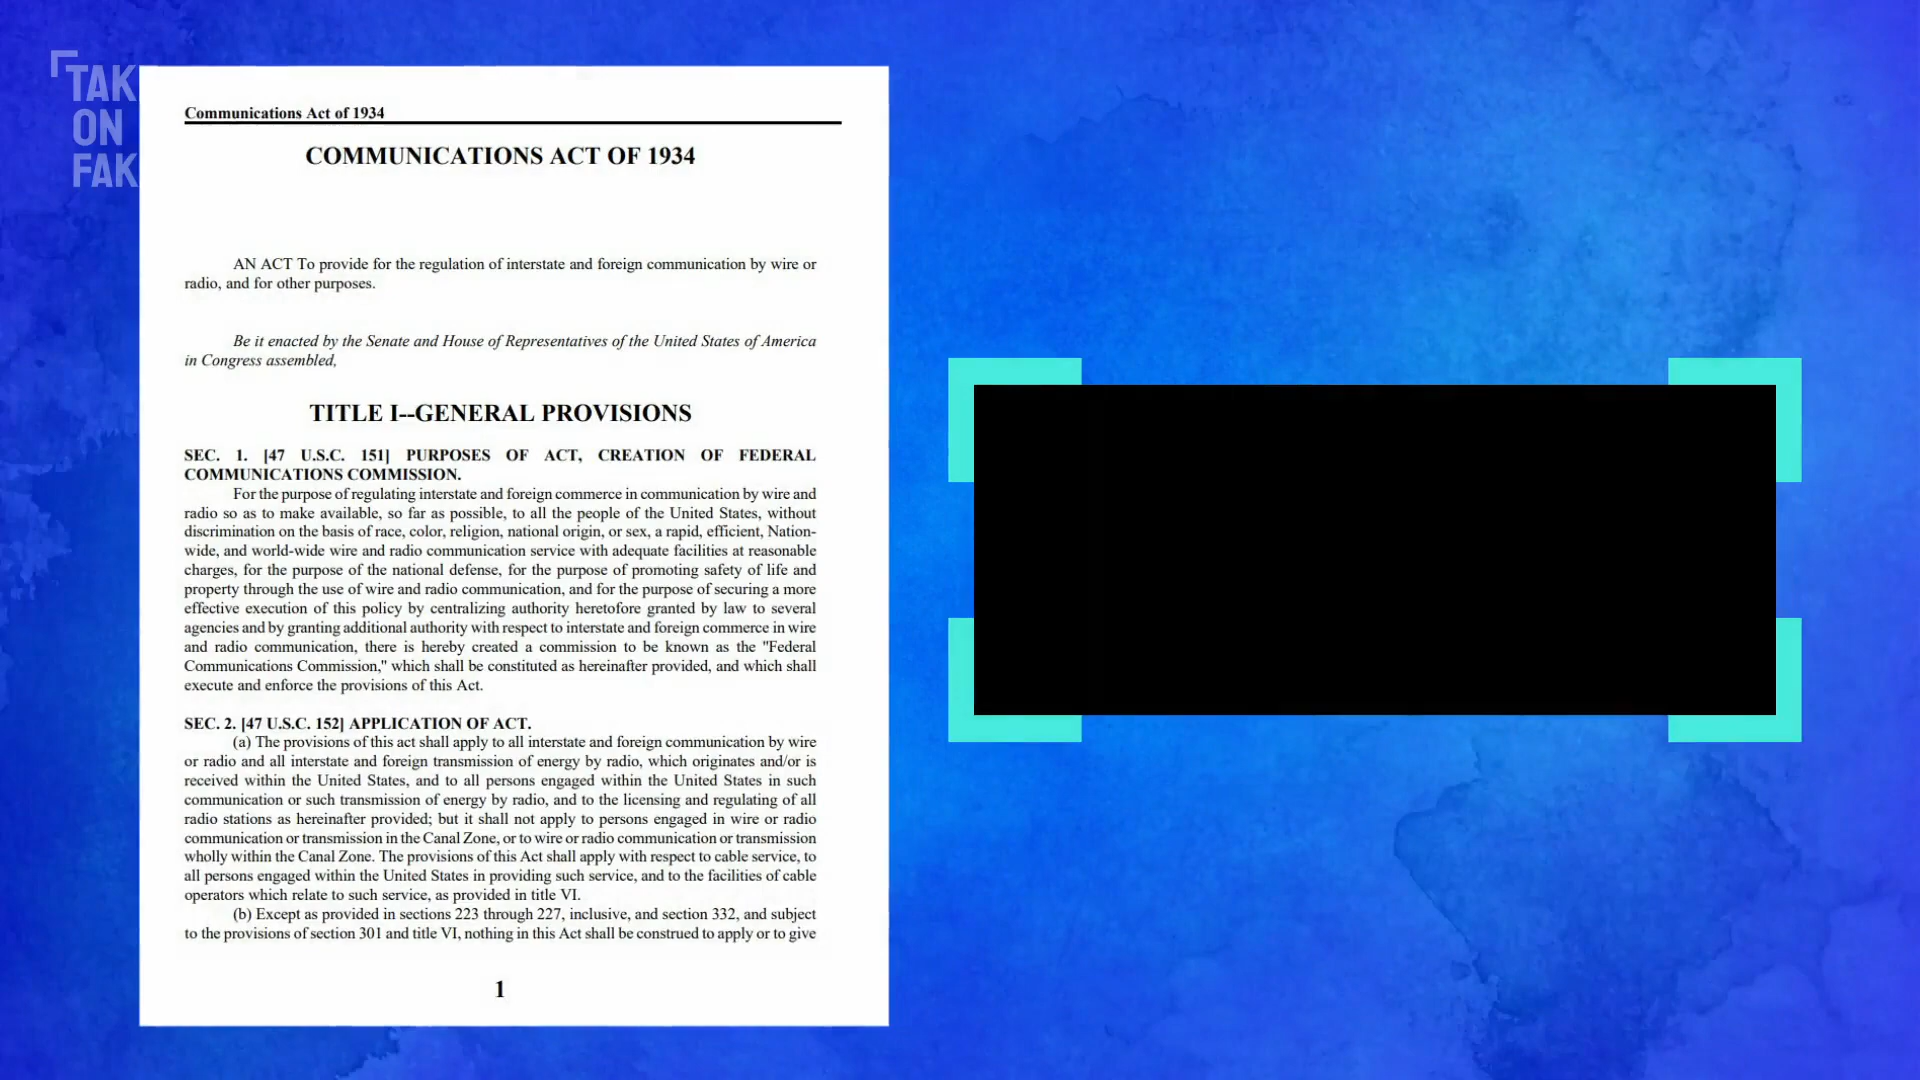 TAK
ON
FAK
Communications Act of 1934
COMMUNICATIONS ACT OF 1934
AN ACT To provide for the regulation of interstate and foreign communication by wire or
radio, and for other purposes.
Be it enacted by the Senate and House of Representatives of the United States of America
in Congress assembled,
TITLE I--GENERAL PROVISIONS
SEC. 1. [47 U.S.C. 151] PURPOSES OF ACT, CREATION OF FEDERAL
COMMUNICATIONS COMMISSION.
For the purpose of regulating interstate and foreign commerce in communication by wire and
radio so as to make available, so far as possible, to all the people of the United States, without
discrimination on the basis of race, color, religion, national origin, or sex, a rapid, efficient, Nation-
wide, and world-wide wire and radio communication service with adequate facilities at reasonable
charges, for the purpose of the national defense, for the purpose of promoting safety of life and
property through the use of wire and radio communication, and for the purpose of securing a more
effective execution of this policy by centralizing authority heretofore granted by law to several
agencies and by granting additional authority with respect to interstate and foreign commerce in wire
and radio communication, there is hereby created a commission to be known as the "Federal
Communications Commission," which shall be constituted as hereinafter provided, and which shall
execute and enforce the provisions of this Act.
SEC. 2. [47 U.S.C. 152] APPLICATION OF ACT.
(a) The provisions of this act shall apply to all interstate and foreign communication by wire
or radio and all interstate and foreign transmission of energy by radio, which originates and/or is
received within the United States, and to all persons engaged within the United States in such
communication or such transmission of energy by radio, and to the licensing and regulating of all
radio stations as hereinafter provided; but it shall not apply to persons engaged in wire or radio
communication or transmission in the Canal Zone, or to wire or radio communication or transmission
wholly within the Canal Zone. The provisions of this Act shall apply with respect to cable service, to
all persons engaged within the United States in providing such service, and to the facilities of cable
operators which relate to such service, as provided in title VI.
(b) Except as provided in sections 223 through 227, inclusive, and section 332, and subject
to the provisions of section 301 and title VI, nothing in this Act shall be construed to apply or to give
1